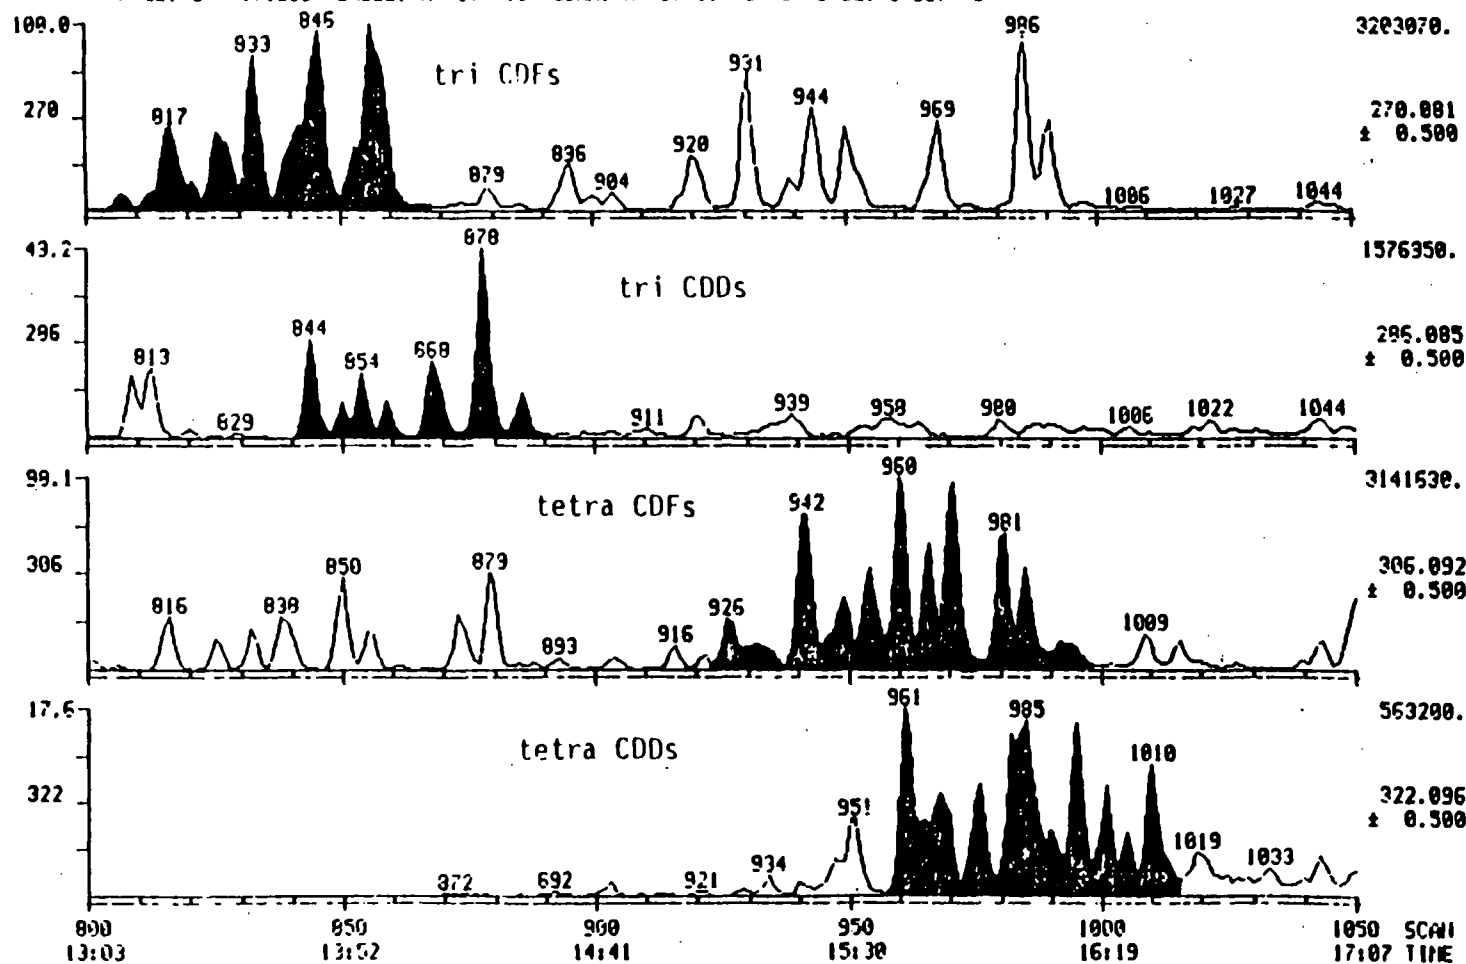 100.0 845 986 3203070.
833 931
tri CDFs
270 817 944 969 270.081
± 0.500
920
879 896 904
1006 1027 1044
43.2 878 1576350.
tri CDDs
296 844 286.085
± 0.500
813 854 868
829 911 939 958 980 1006 1022 1044
99.1 960 3141630.
tetra CDFs 942 981
306 850 879 306.092
± 0.500
816 838 926
893 916 1009
17.6 961 985 563200.
tetra CDDs 1010
322 951 322.096
± 0.500
872 692 921 934 1019 1033
800 850 900 950 1000 1050 SCAN
13:03 13:52 14:41 15:30 16:19 17:07 TIME